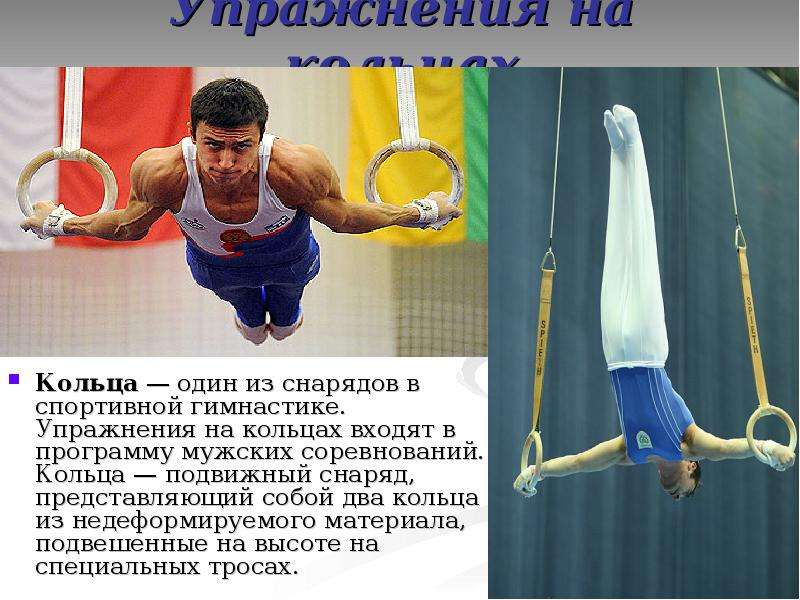 Упражнения на
кольцах
Кольца — один из снарядов в
спортивной гимнастике.
Упражнения на кольцах входят в
программу мужских соревнований.
Кольца — подвижный снаряд,
представляющий собой два кольца
из недеформируемого материала,
подвешенные на высоте на
специальных тросах.
SPIETH
SPIETH